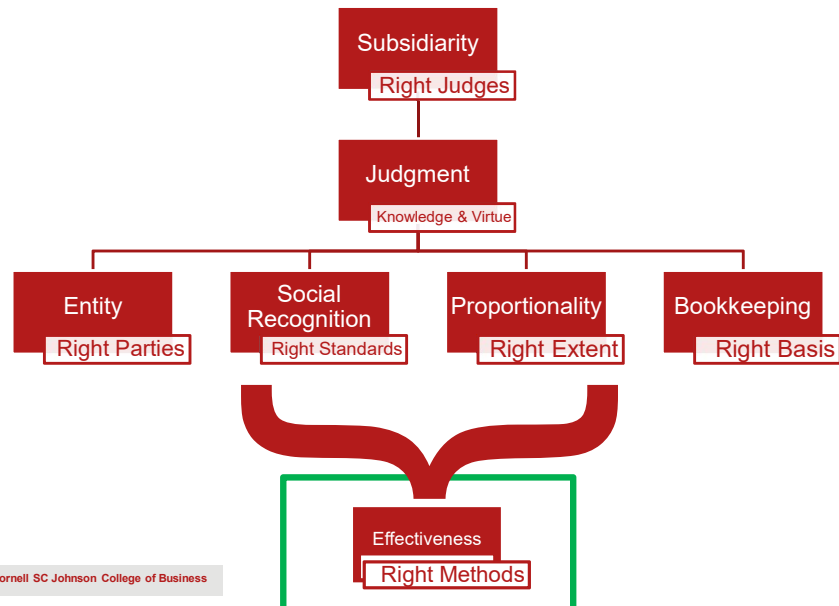 Subsidiarity
Right Judges
Judgment
Knowledge & Virtue
Entity
Right Parties
Social
Recognition
Right Standards
Proportionality
Right Extent
Bookkeeping
Right Basis
Effectiveness
Right Methods
ornell SC Johnson College of Business